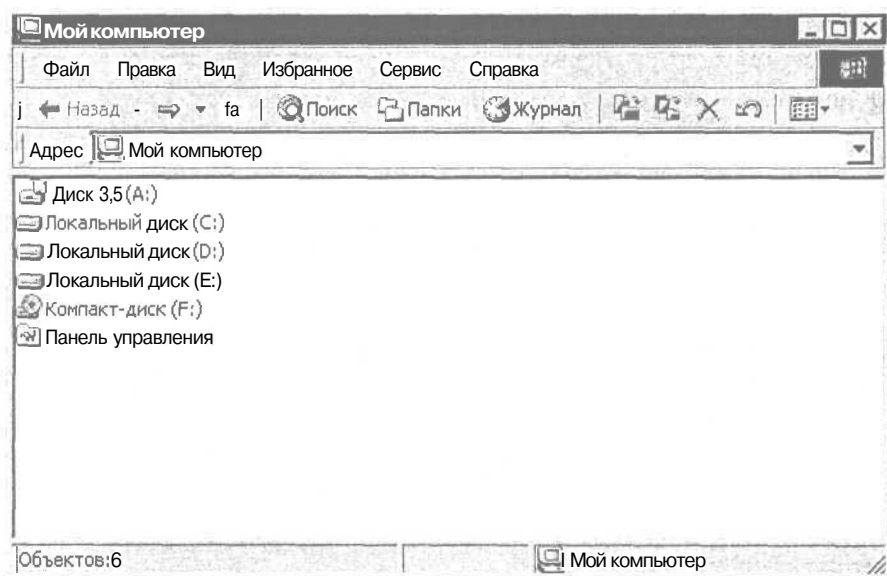 Мой компьютер
Файл Правка Вид Избранное Сервис Справка
j Назад - fa | Поиск Папки Журнал
Адрес Мой компьютер
Диск 3,5 (A:)
Локальный диск (C:)
Локальный диск (D:)
Локальный диск (E:)
Компакт-диск (F:)
Панель управления
Объектов:6 Мой компьютер